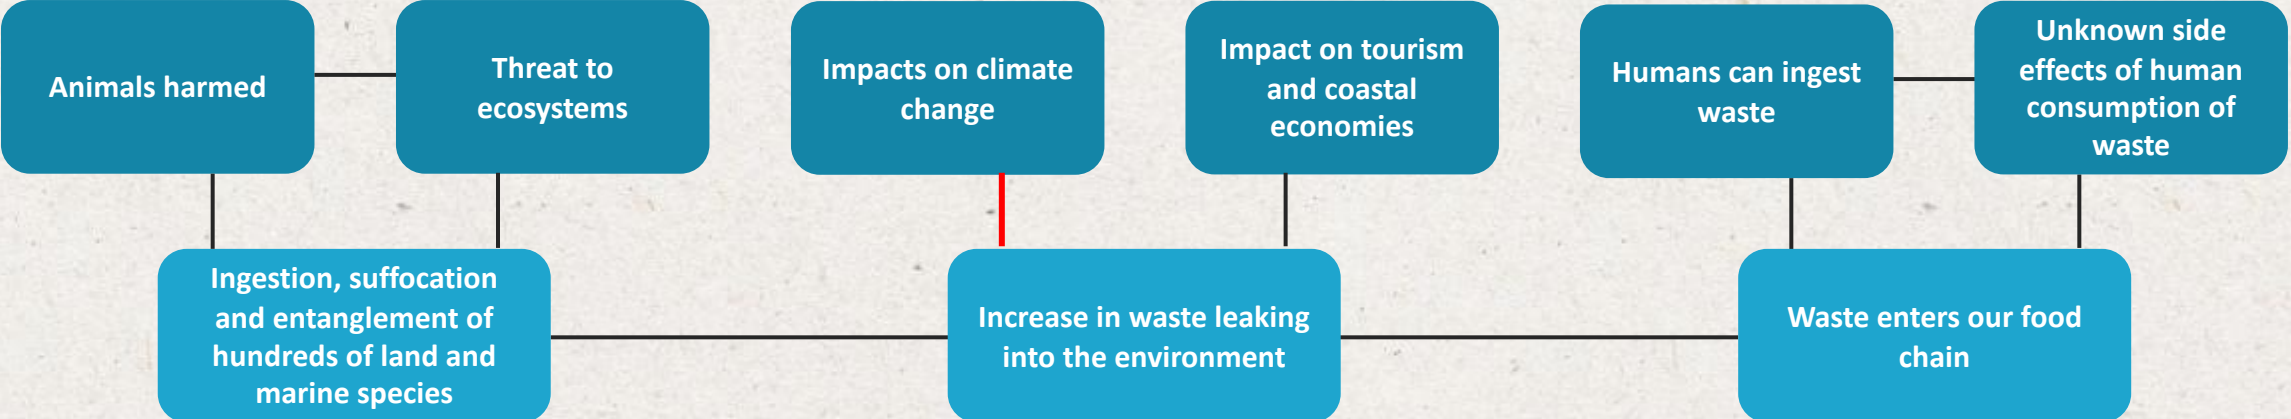 Animals harmed
Threat to
ecosystems
Impacts on climate
change
Impact on tourism
and coastal
economies
Humans can ingest
waste
Unknown side
effects of human
consumption of
waste
Ingestion, suffocation
and entanglement of
hundreds of land and
marine species
Increase in waste leaking
into the environment
Waste enters our food
chain